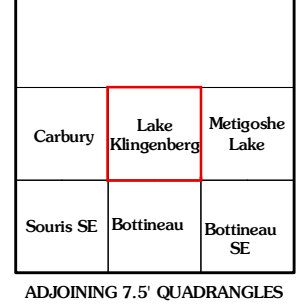 Carbury
Lake
Klingenberg
Metigoshe
Lake
Souris SE
Bottineau
Bottineau
SE
ADJOINING 7.5' QUADRANGLES